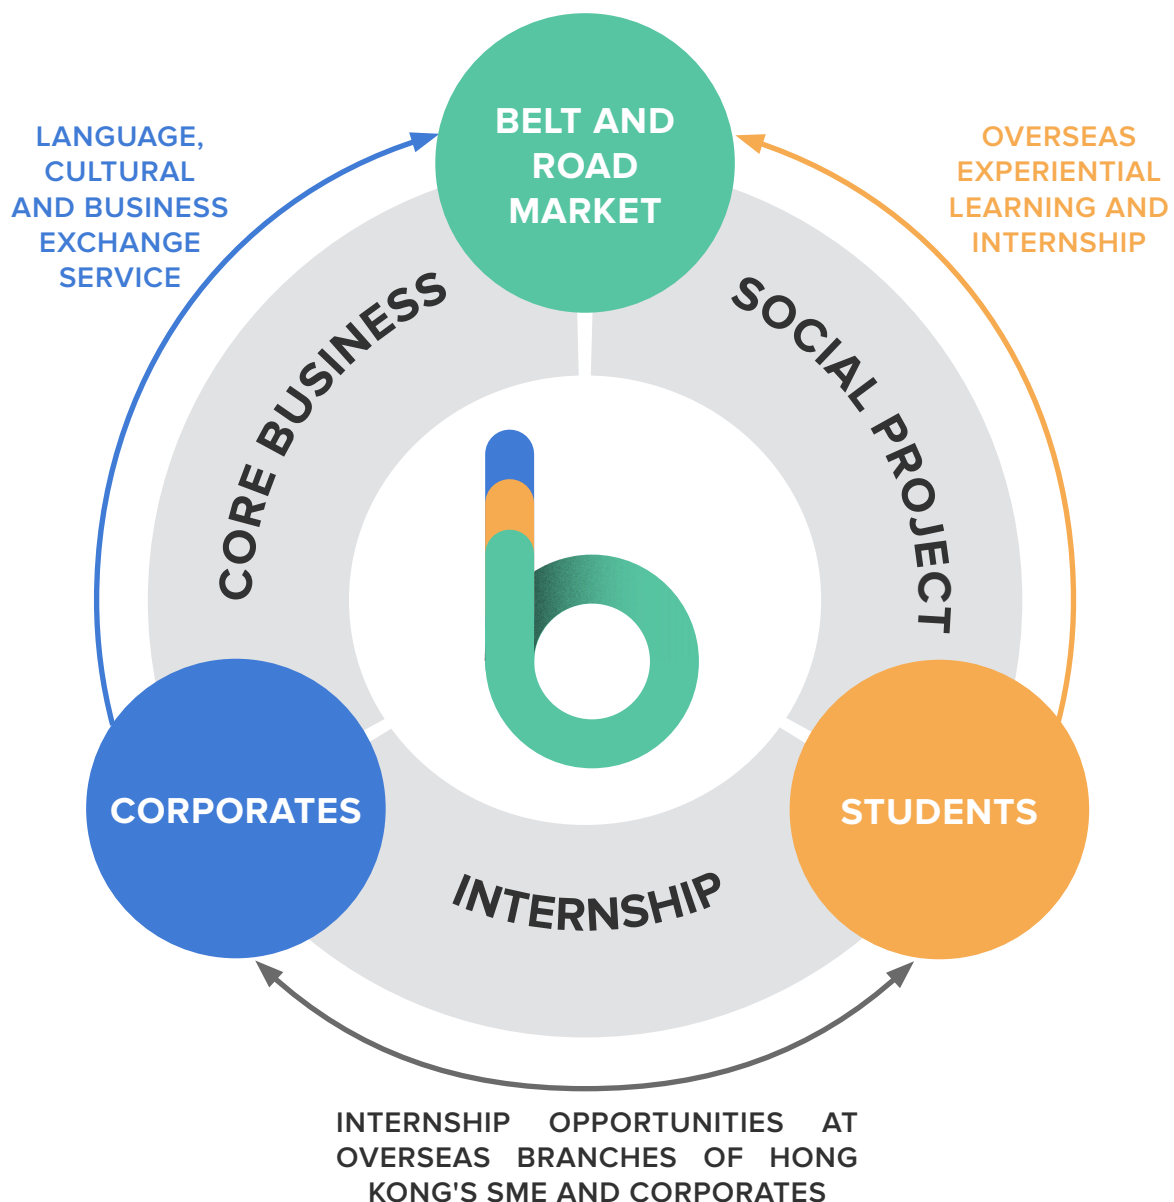 BELT AND
ROAD
MARKET
LANGUAGE,
CULTURAL
AND BUSINESS
EXCHANGE
SERVICE
OVERSEAS
EXPERIENTIAL
LEARNING AND
INTERNSHIP
CORE BUSINESS
SOCIAL PROJECT
b
CORPORATES
STUDENTS
INTERNSHIP
INTERNSHIP OPPORTUNITIES AT
OVERSEAS BRANCHES OF HONG
KONG'S SME AND CORPORATES